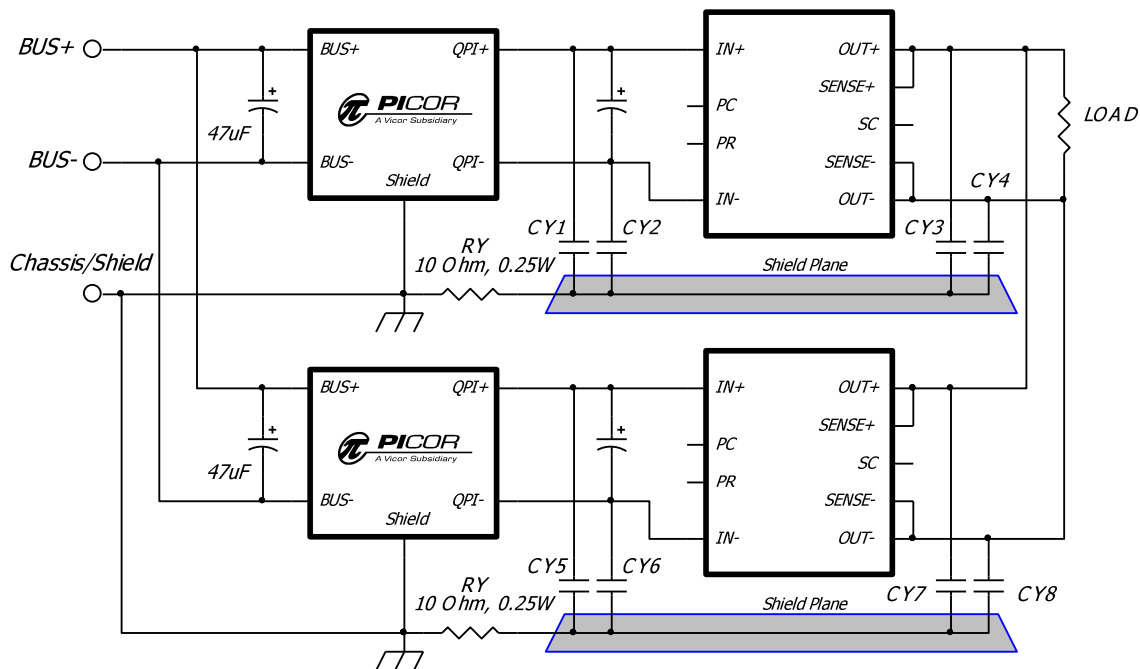 BUS+
BUS+
QPI+
IN+
OUT+
PICOR
A Vicor Subsidiary
SENSE+
PC
LOAD
47uF
SC
PR
BUS-
BUS-
QPI-
SENSE-
Shield
CY4
IN-
OUT-
CY1
CY2
CY3
Chassis/Shield
RY
10 Ohm, 0.25W
Shield Plane
BUS+
QPI+
IN+
OUT+
SENSE+
PICOR
A Vicor Subsidiary
PC
47uF
SC
PR
BUS-
QPI-
SENSE-
Shield
IN-
OUT-
CY5
CY6
RY
10 Ohm, 0.25W
CY7
CY8
Shield Plane